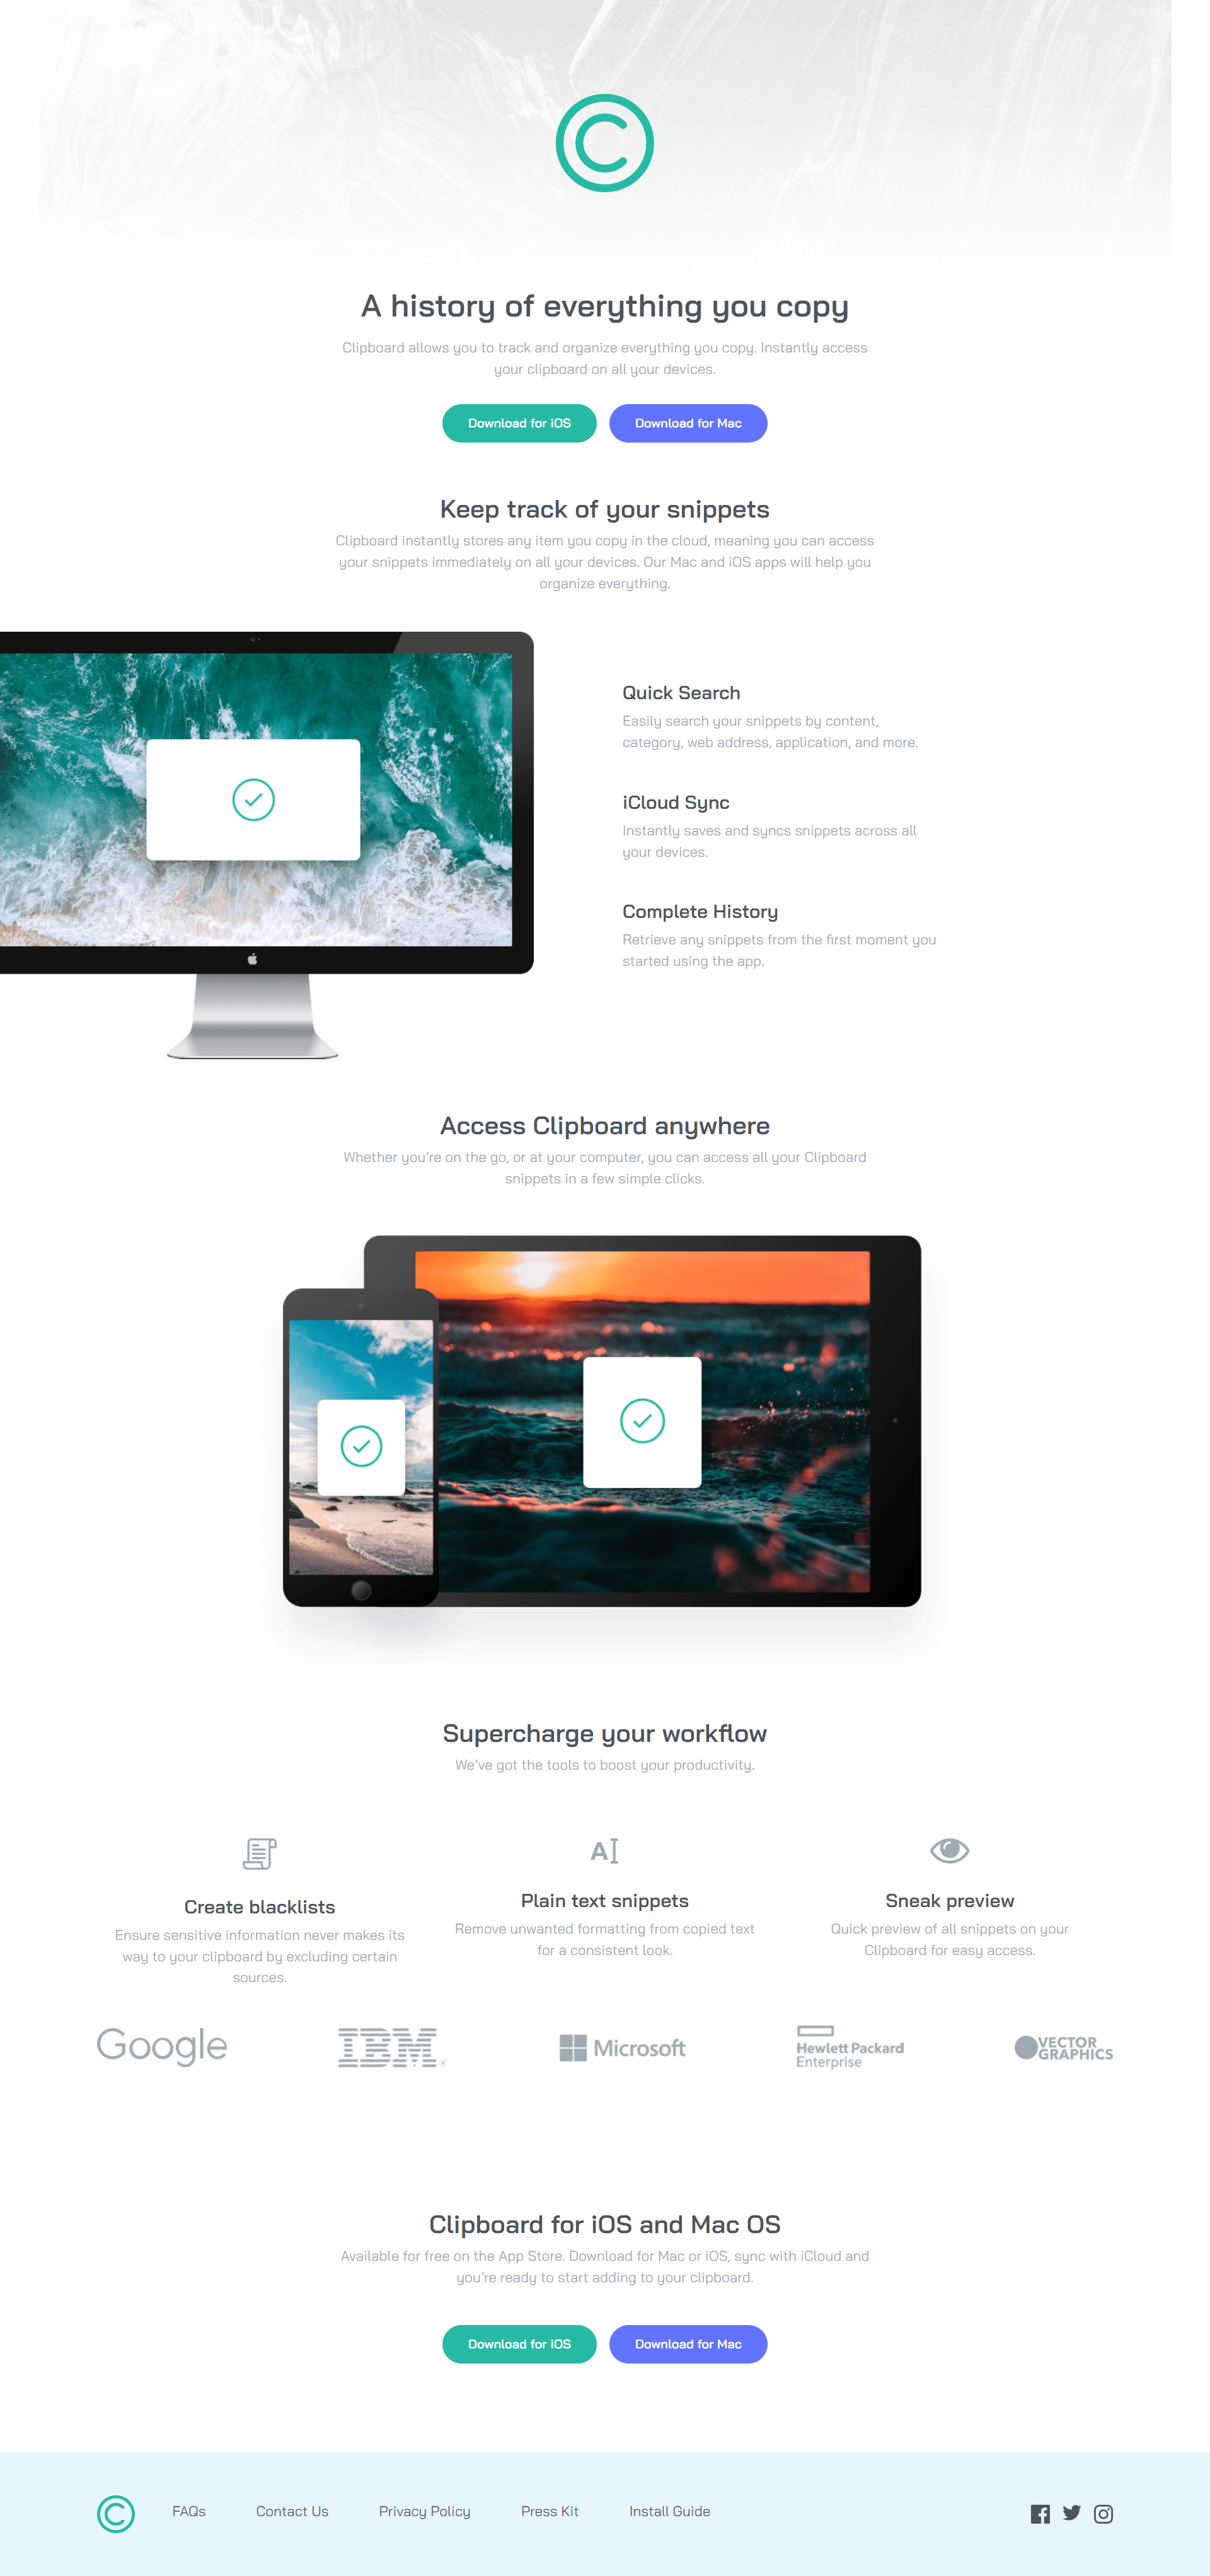 A history of everything you copy
Clipboard allows you to track and organize everything you copy. Instantly access
your clipboard on all your devices.
Download for iOS
Download for Mac
Keep track of your snippets
Clipboard instantly stores any item you copy in the cloud, meaning you can access
your snippets immediately on all your devices. Our Mac and iOS apps will help you
organize everything.
Quick Search
Easily search your snippets by content,
category, web address, application, and more.
iCloud Sync
Instantly saves and syncs snippets across all
your devices.
Complete History
Retrieve any snippets from the first moment you
started using the app.
Access Clipboard anywhere
Whether you’re on the go, or at your computer, you can access all your Clipboard
snippets in a few simple clicks.
Supercharge your workflow
We’ve got the tools to boost your productivity.
Create blacklists
Ensure sensitive information never makes its
way to your clipboard by excluding certain
sources.
Plain text snippets
Remove unwanted formatting from copied text
for a consistent look.
Sneak preview
Quick preview of all snippets on your
Clipboard for easy access.
Google
IBM®
Microsoft
Hewlett Packard
Enterprise
VECTOR
GRAPHICS
Clipboard for iOS and Mac OS
Available for free on the App Store. Download for Mac or iOS, sync with iCloud and
you’re ready to start adding to your clipboard.
Download for iOS
Download for Mac
FAQs
Contact Us
Privacy Policy
Press Kit
Install Guide